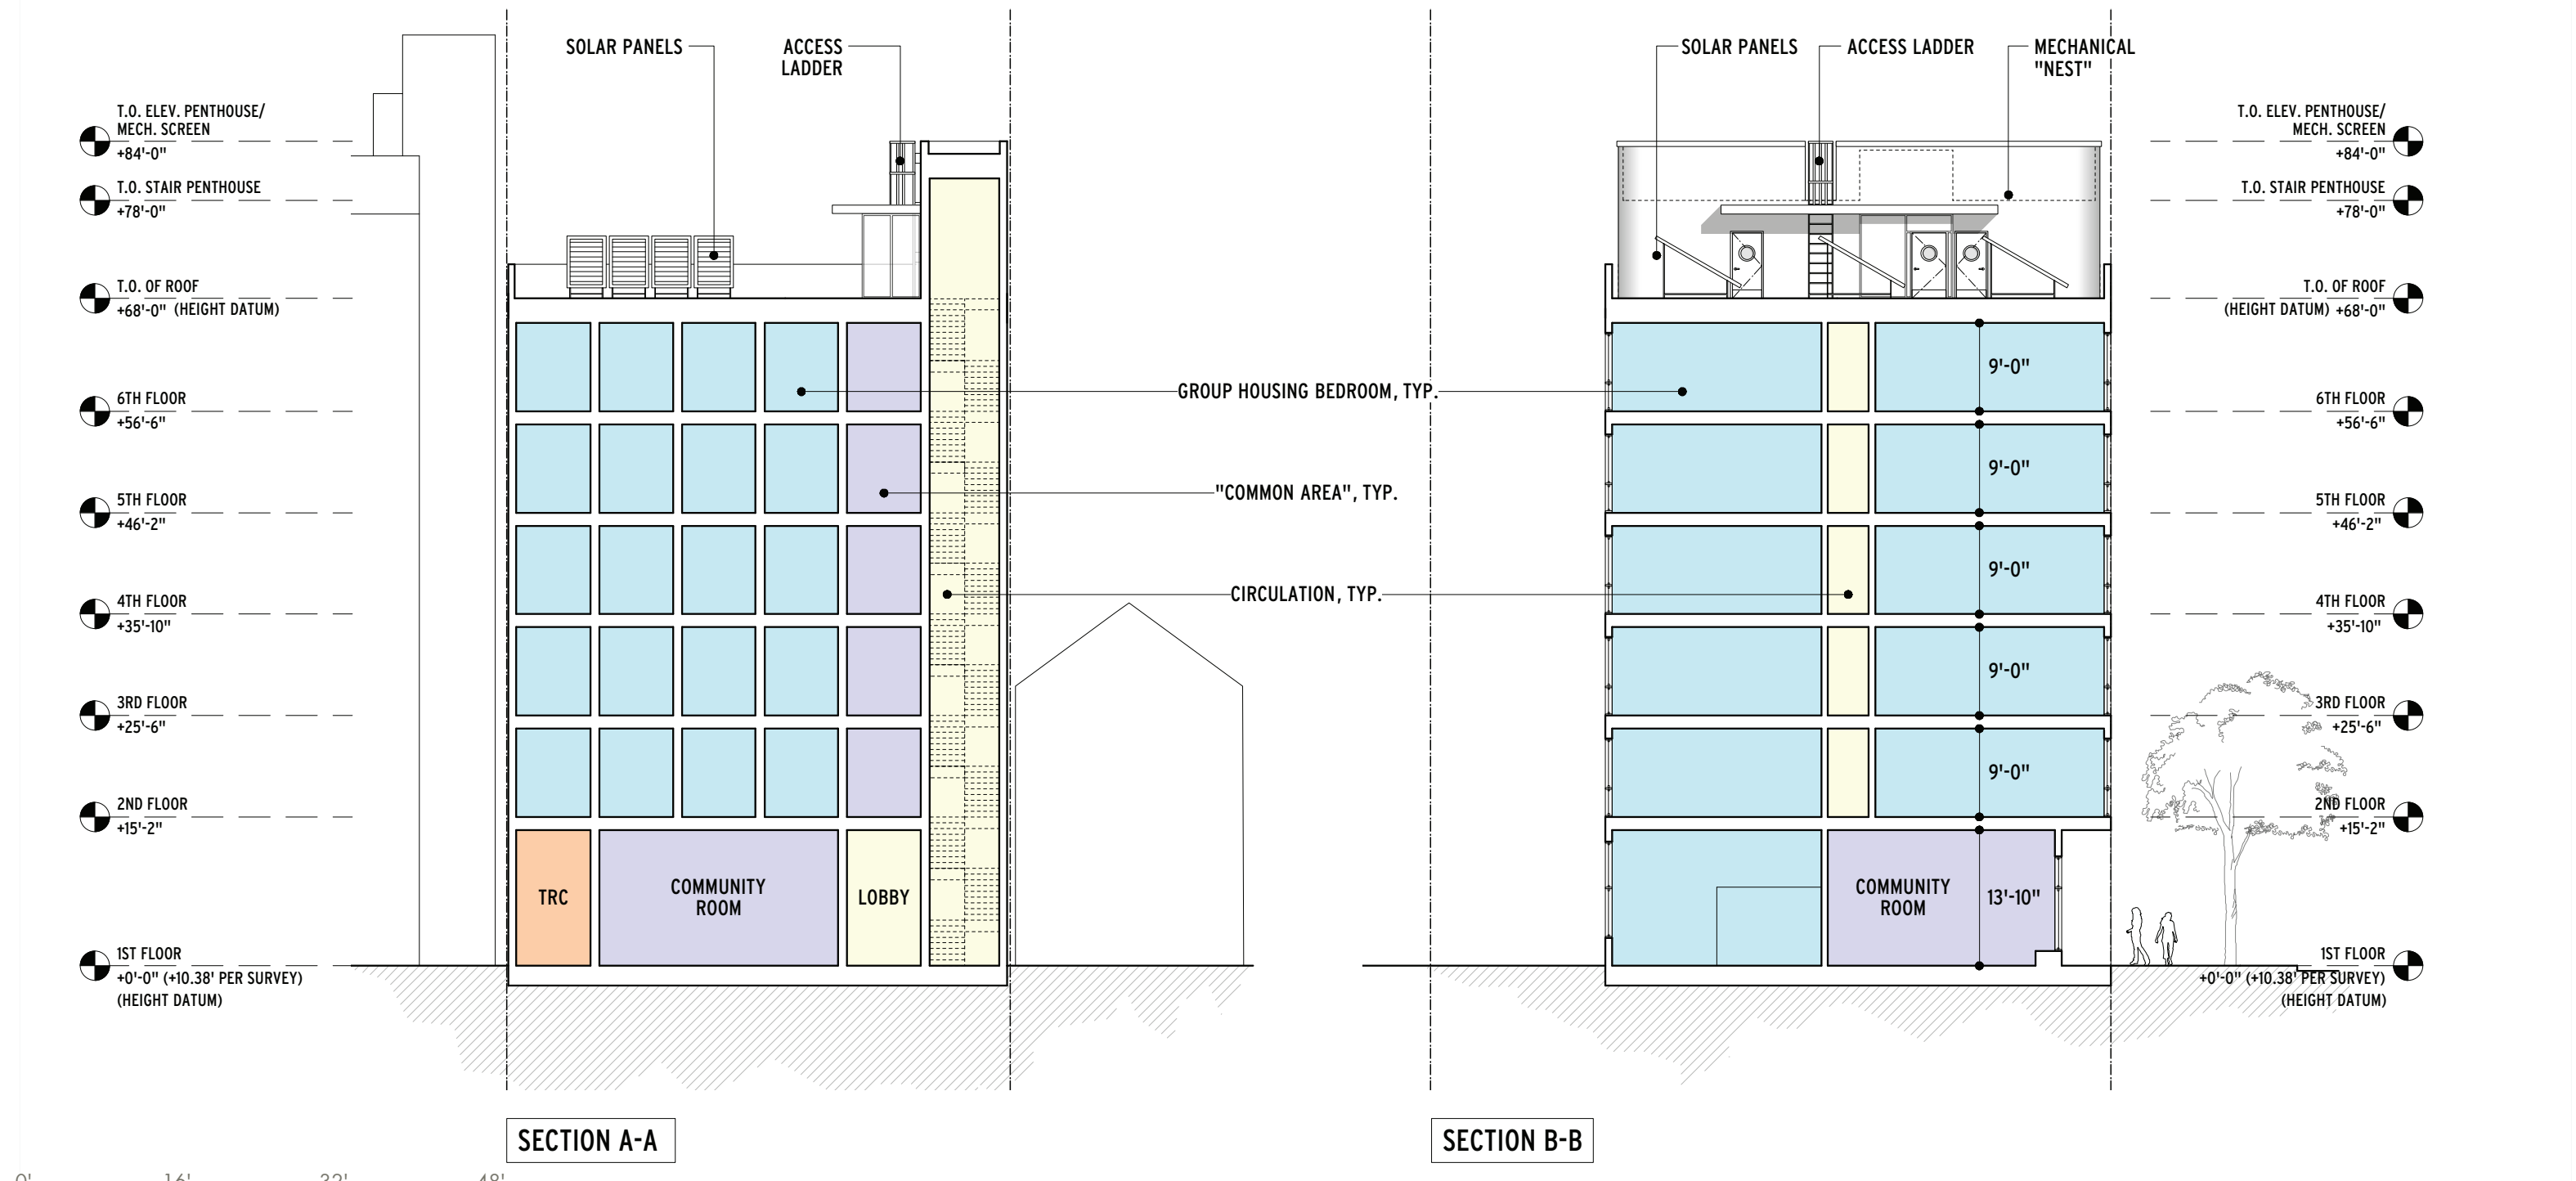 SOLAR PANELS
ACCESS
LADDER
SOLAR PANELS
ACCESS LADDER
MECHANICAL
"NEST"
T.O. ELEV. PENTHOUSE/
MECH. SCREEN
+84'-0"
T.O. STAIR PENTHOUSE
+78'-0"
T.O. OF ROOF
+68'-0" (HEIGHT DATUM)
6TH FLOOR
+56'-6"
5TH FLOOR
+46'-2"
4TH FLOOR
+35'-10"
3RD FLOOR
+25'-6"
2ND FLOOR
+15'-2"
1ST FLOOR
+0'-0" (+10.38' PER SURVEY)
(HEIGHT DATUM)
TRC
COMMUNITY
ROOM
LOBBY
GROUP HOUSING BEDROOM, TYP.
"COMMON AREA", TYP.
CIRCULATION, TYP.
9'-0"
9'-0"
9'-0"
9'-0"
9'-0"
COMMUNITY
ROOM
13'-10"
T.O. ELEV. PENTHOUSE/
MECH. SCREEN
+84'-0"
T.O. STAIR PENTHOUSE
+78'-0"
T.O. OF ROOF
(HEIGHT DATUM) +68'-0"
6TH FLOOR
+56'-6"
5TH FLOOR
+46'-2"
4TH FLOOR
+35'-10"
3RD FLOOR
+25'-6"
2ND FLOOR
+15'-2"
1ST FLOOR
+0'-0" (+10.38' PER SURVEY)
(HEIGHT DATUM)
SECTION A-A
SECTION B-B
0' 16' 32' 48'